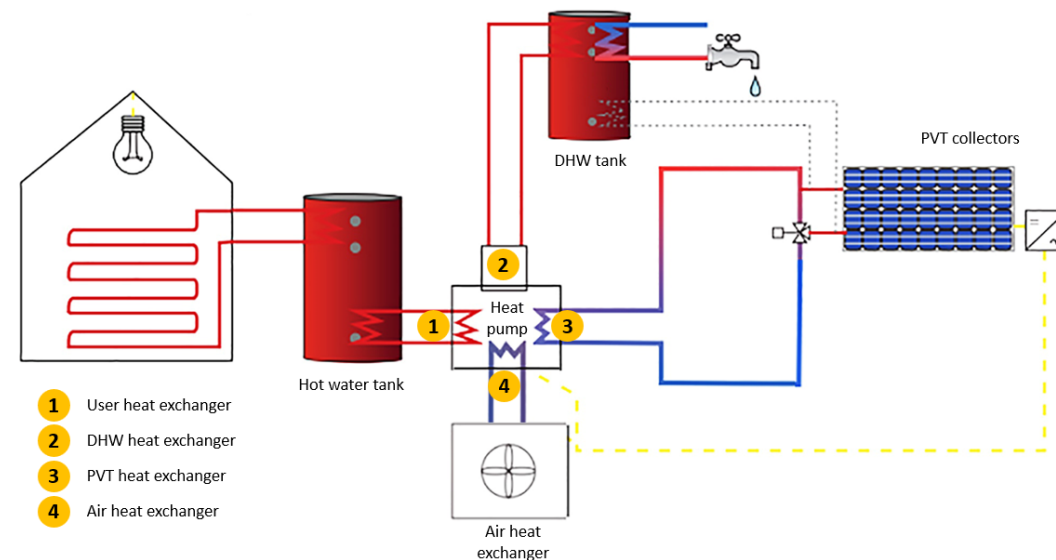 DHW tank
PVT collectors
2
Heat
pump
1
3
4
Hot water tank
1 User heat exchanger
2 DHW heat exchanger
3 PVT heat exchanger
4 Air heat exchanger
Air heat
exchanger